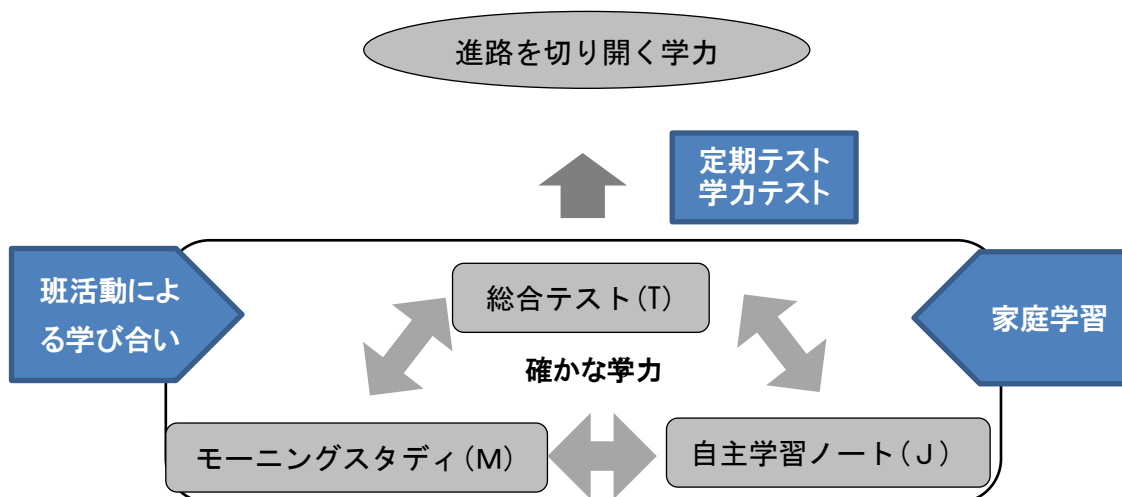 進路を切り開く学力
定期テスト
学力テスト
班活動によ
る学び合い
総合テスト(T)
家庭学習
確かな学力
モーニングスタディ(M)
自主学習ノート(J)